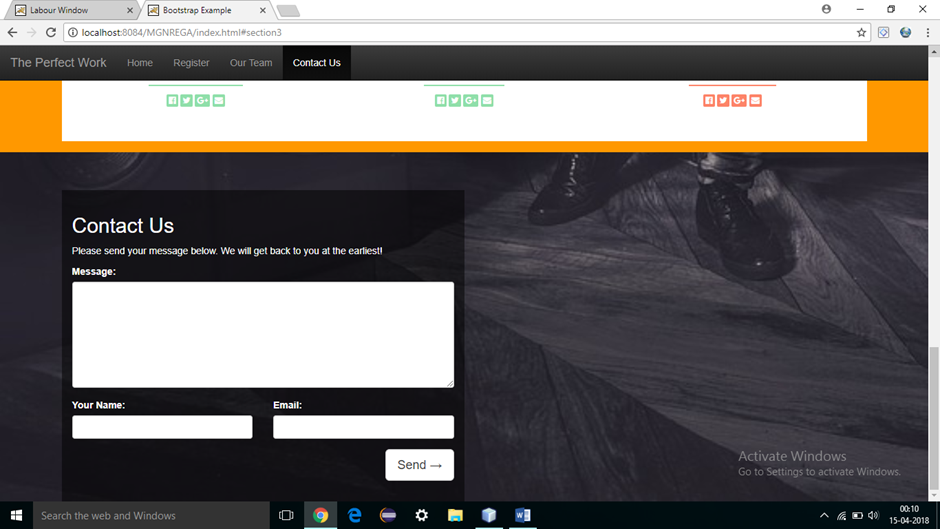 Labour Window
Bootstrap Example
localhost:8084/MGNREGA/index.html#section3
The Perfect Work Home Register Our Team Contact Us
Contact Us
Please send your message below. We will get back to you at the earliest!
Message:
Your Name: Email:
Send →
Activate Windows
Go to Settings to activate Windows.
Search the web and Windows
00:10
15-04-2018